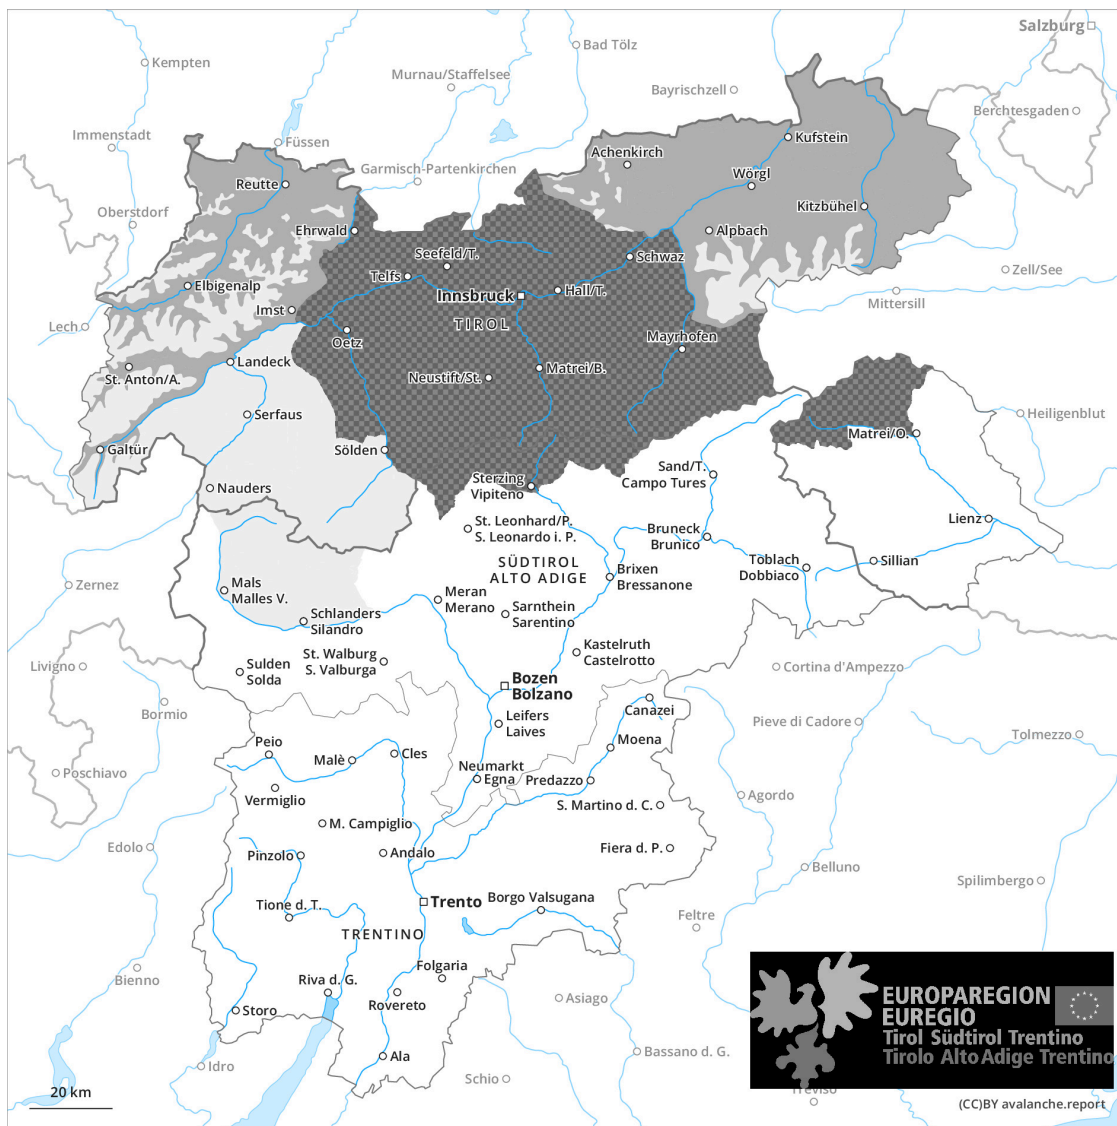 Salzburg
Bad Tölz
Kempten
Murnau/Staffelsee
Bayrischzell
Berchtesgaden
Immenstadt
Füssen
Kufstein
Achenkirch
Garmisch-Partenkirchen
Wörgl
Reutte
Kitzbühel
Oberstdorf
Ehrwald
Alpbach
Seefeld/T.
Schwaz
Zell/See
Telfs
Elbigenalp
Hall/T.
Innsbruck
Mittersill
Imst
TIROL
Lech
Oetz
Mayrhofen
Landeck
Matrei/B.
St. Anton/A.
Neustift/St.
Serfaus
Heiligenblut
Matrei/O.
Galtür
Sölden
Sand/T.
Campo Tures
Sterzing
Vipiteno
Nauders
St. Leonhard/P.
S. Leonardo i. P.
Lienz
Bruneck
Brunico
SÜDTIROL
ALTO ADIGE
Toblach
Dobbiaco
Sillian
Brixen
Bressanone
Zernez
Mals
Malles V.
Meran
Merano
Schlanders
Silandro
Sarnthein
Sarentino
Kastelruth
Castelrotto
St. Walburg
S. Valburga
Livigno
Sulden
Solda
Cortina d'Ampezzo
Bozen
Bolzano
Bormio
Canazei
Leifers
Laives
Pieve di Cadore
Tolmezzo
Peio
Moena
Cles
Malè
Neumarkt
Egna
Poschiavo
Predazzo
Vermiglio
Agordo
S. Martino d. C.
M. Campiglio
Edolo
Pinzolo
Andalo
Fiera d. P.
Belluno
Spilimbergo
Tione d. T.
Trento
Borgo Valsugana
Feltre
TRENTINO
Bienno
Folgaria
Riva d. G.
Rovereto
Asiago
Storo
EUROPAREGION
EUREGIO
Tirol Südtirol Trentino
Tirolo Alto Adige Trentino
Ala
Bassano d. G.
Idro
Schio
Treviso
20 km
(CC)BY avalanche.report